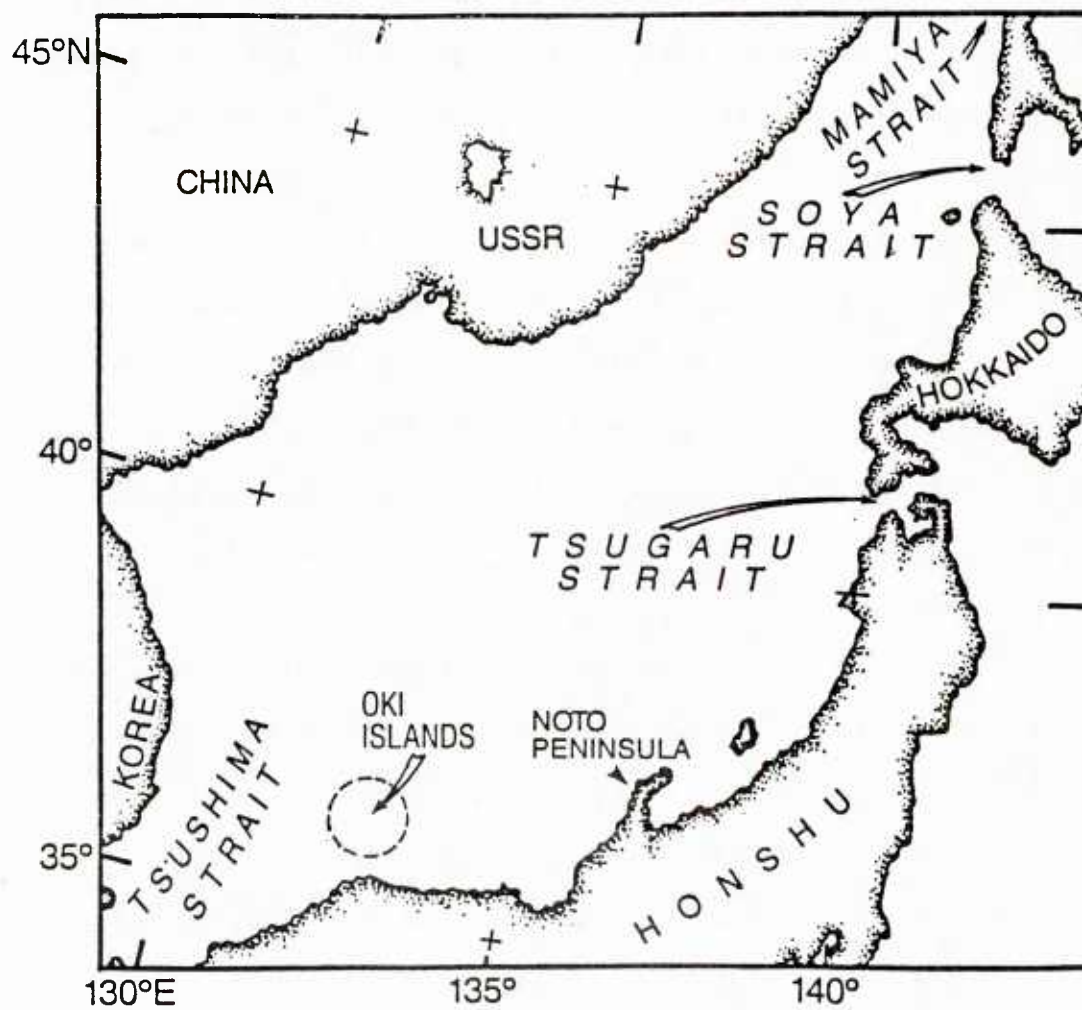 45°N
MAMIYA
STRAIT
CHINA
USSR
SOYA
STRAIT
HOKKAIDO
40°
TSUGARU
STRAIT
KOREA
TSUSHIMA
STRAIT
OKI
ISLANDS
NOTO
PENINSULA
HONSHU
35°
130°E
135°
140°